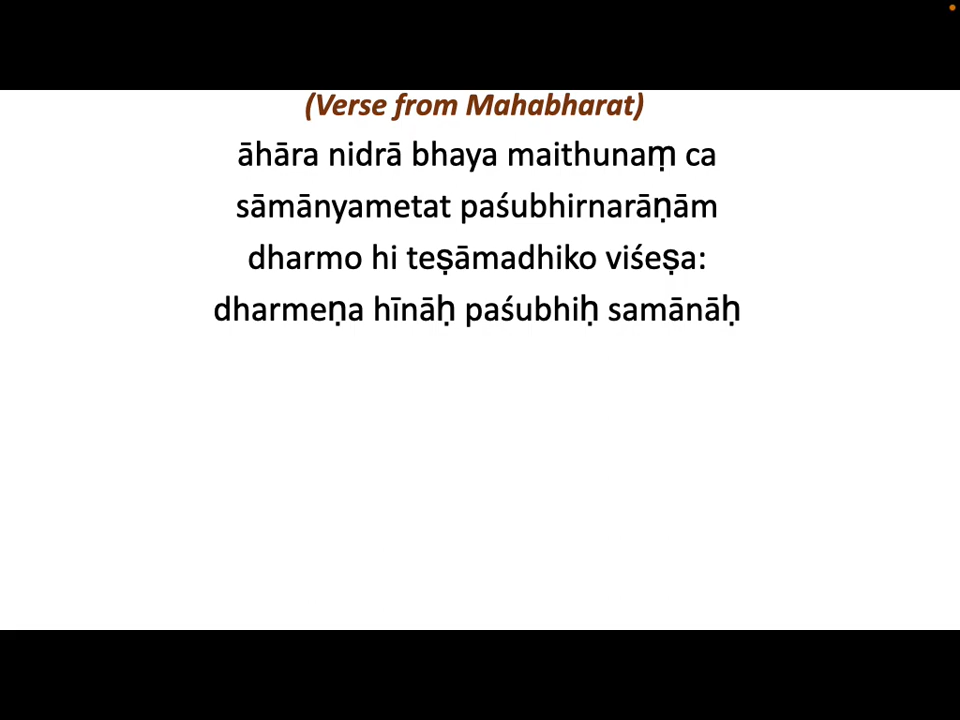 (Verse from Mahabharat)
āhāra nidrā bhaya maithunaṃ ca
sāmānyametat paśubhirnarāṇām
dharmo hi teṣāmadhiko viśeṣa:
dharmeṇa hīnāḥ paśubhiḥ samānāḥ